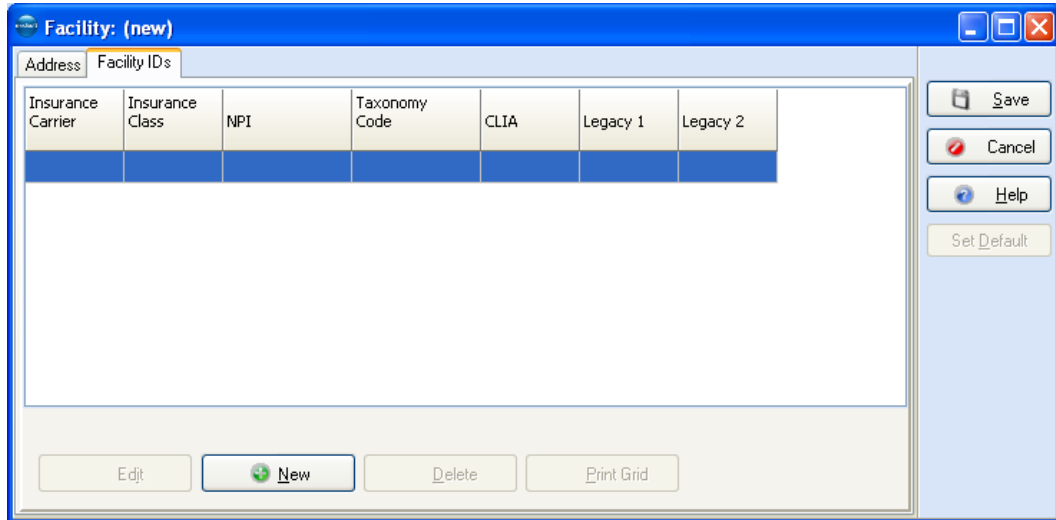 Facility: (new)
Address Facility IDs
Insurance Carrier Insurance Class NPI Taxonomy Code CLIA Legacy 1 Legacy 2
Save
Cancel
Help
Set Default
Edit New Delete Print Grid